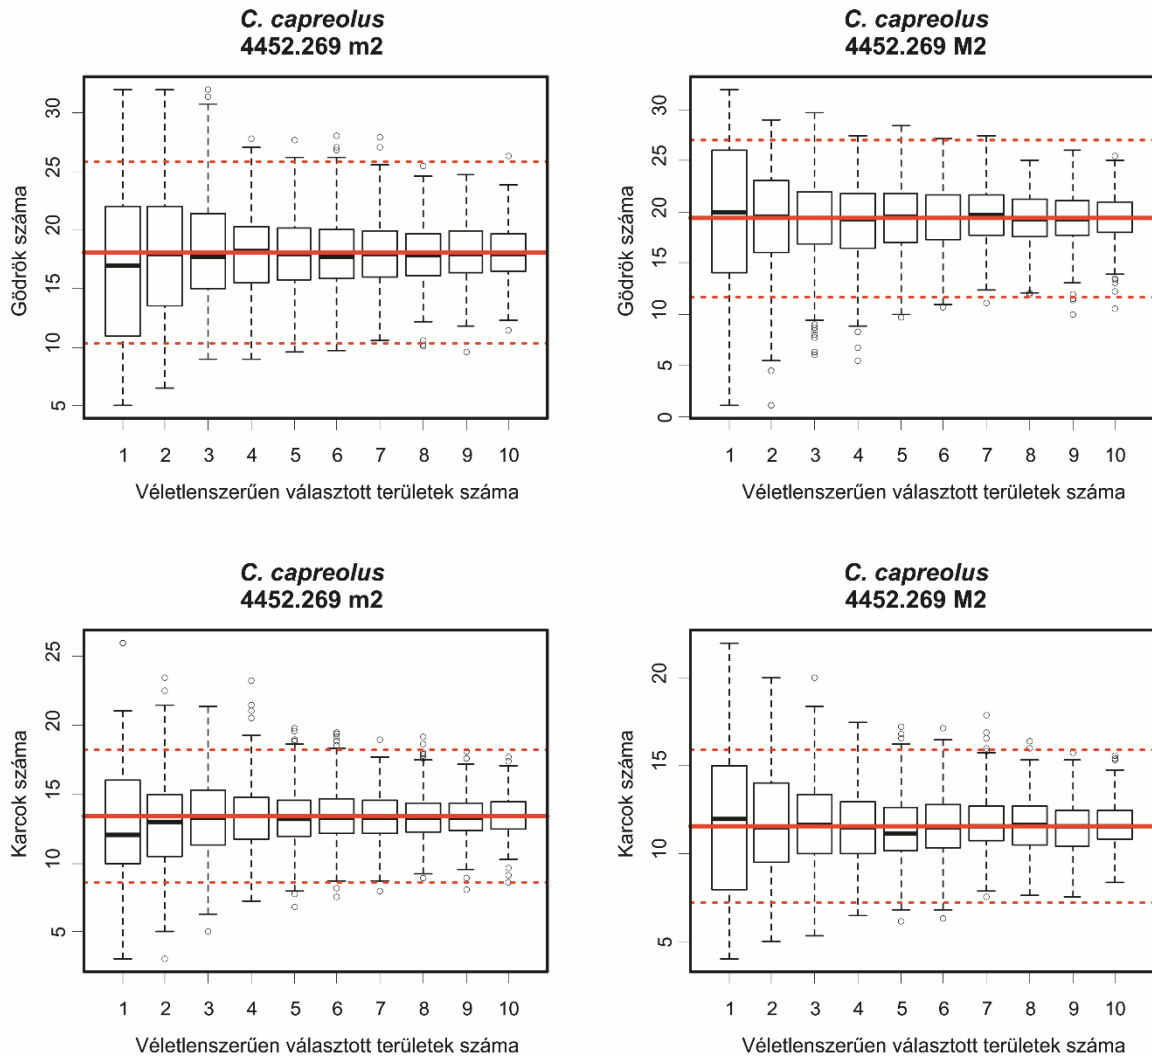 C. capreolus
4452.269 m2
Gödrök száma
30
25
20
15
10
5
1 2 3 4 5 6 7 8 9 10
Véletlenszerűen választott területek száma
C. capreolus
4452.269 M2
Gödrök száma
30
25
20
15
10
5
0
1 2 3 4 5 6 7 8 9 10
Véletlenszerűen választott területek száma
C. capreolus
4452.269 m2
Karcok száma
25
20
15
10
5
1 2 3 4 5 6 7 8 9 10
Véletlenszerűen választott területek száma
C. capreolus
4452.269 M2
Karcok száma
20
15
10
5
1 2 3 4 5 6 7 8 9 10
Véletlenszerűen választott területek száma